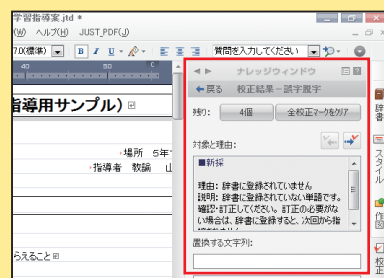 学習指導案.jtd *
(W) ヘルプ(H) JUST_PDF(J)
7.0(標準) B I U 質問を入力してください
40 50
指導用サンプル)
・場所 5年
・指導者 教諭 山
らえること
ナレッジウィンドウ
戻る 校正結果－誤字脱字
残り: 4個 全校正マークをクリア
対象と理由:
■新採
理由: 辞書に登録されていません
説明: 辞書に登録されていない単語です。
確認・訂正してください。訂正の必要がな
い場合は、辞書に登録すると、次回から指
置換する文字列:
辞書
スタイル
作図
校正